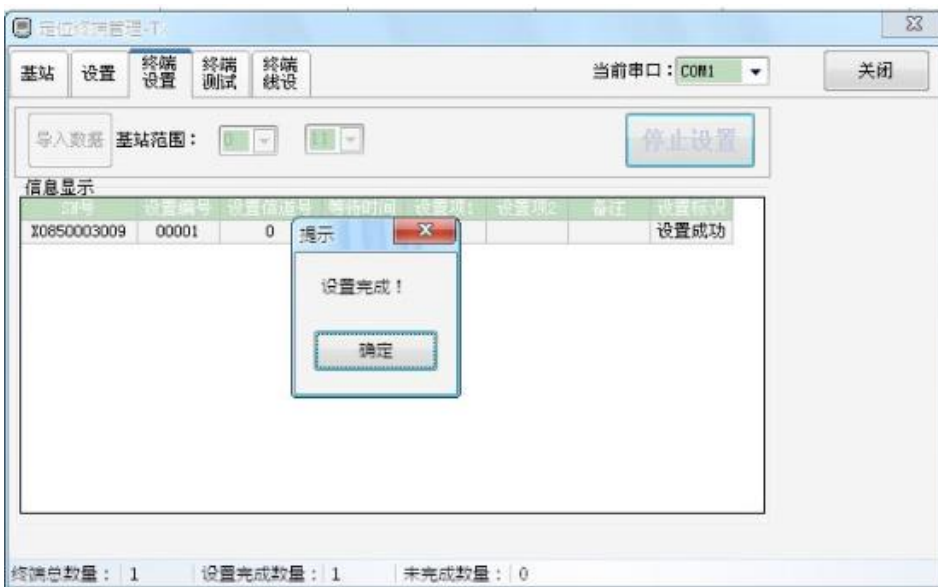 定位终端管理-T
基站 设置 终端设置 终端测试 终端线设 当前串口：COM1 关闭
导入数据 基站范围： 0 11 停止设置
信息显示
设置编号 设置信道号 等待时间 设置项1 设置项2 备注 设置标识
X0850003009 00001 0 设置成功
提示
设置完成！
确定
终端总数量： 1 设置完成数量： 1 未完成数量： 0